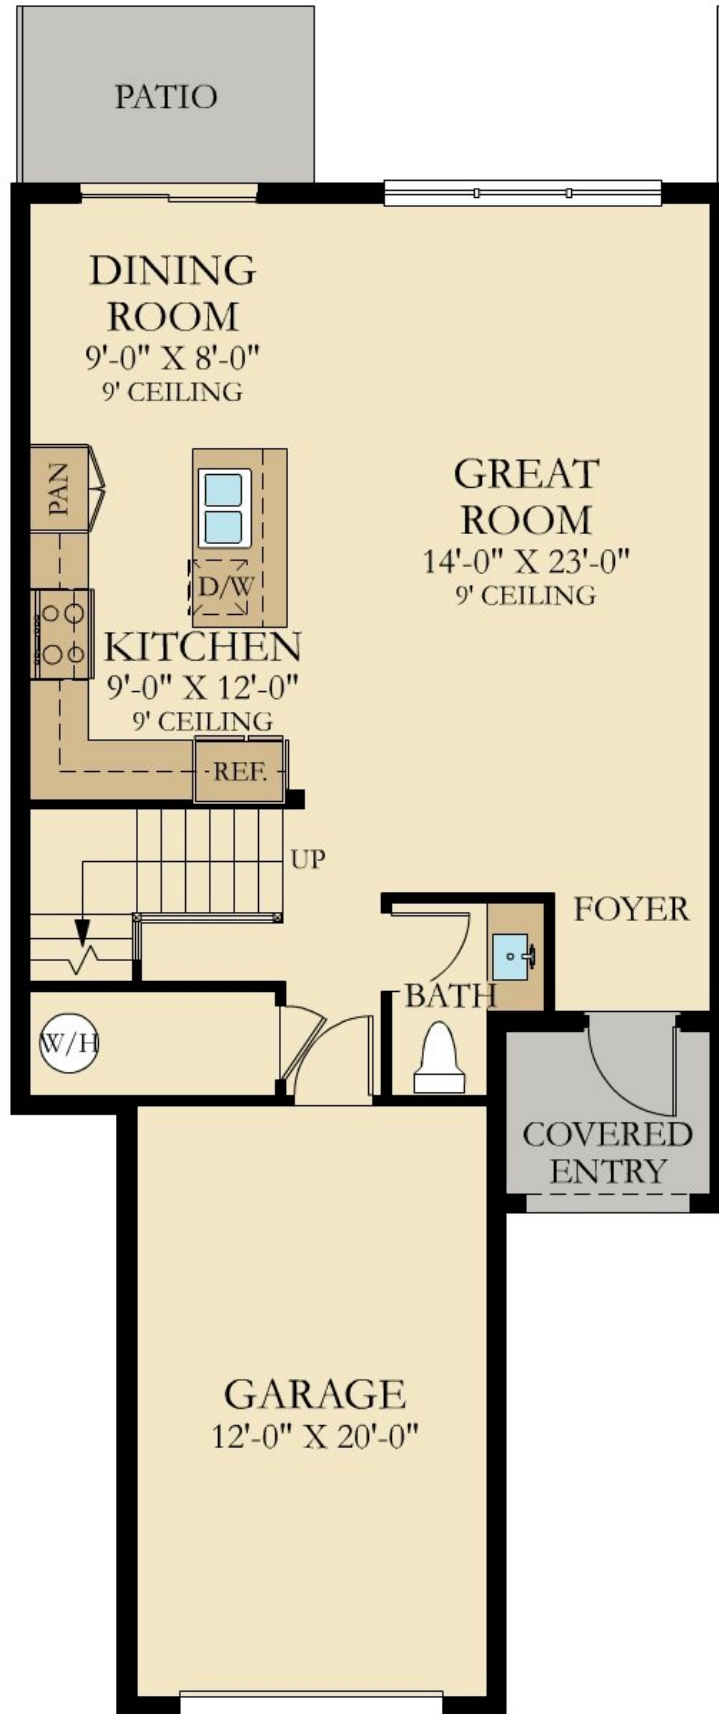 PATIO
DINING
ROOM
9'-0" X 8'-0"
9' CEILING
PAN
GREAT
ROOM
14'-0" X 23'-0"
9' CEILING
D/W
KITCHEN
9'-0" X 12'-0"
9' CEILING
REF.
UP
FOYER
BATH
W/H
COVERED
ENTRY
GARAGE
12'-0" X 20'-0"